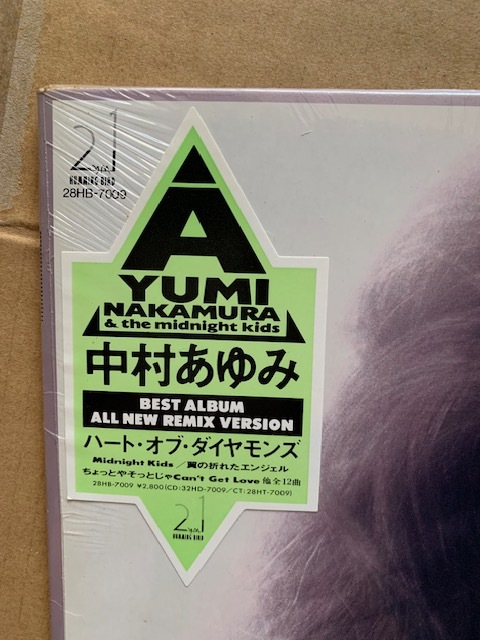 21
HUMMING BIRD
28HB-7009
A
YUMI
NAKAMURA
& the midnight kids
中村あゆみ
BEST ALBUM
ALL NEW REMIX VERSION
ハート・オブ・ダイヤモンズ
Midnight Kids／翼の折れたエンジェル
ちょっとやそっとじゃCan't Get Love 他全12曲
28HB-7009 ¥2,800(CD:32HD-7009／CT:28HT-7009)
21
HUMMING BIRD